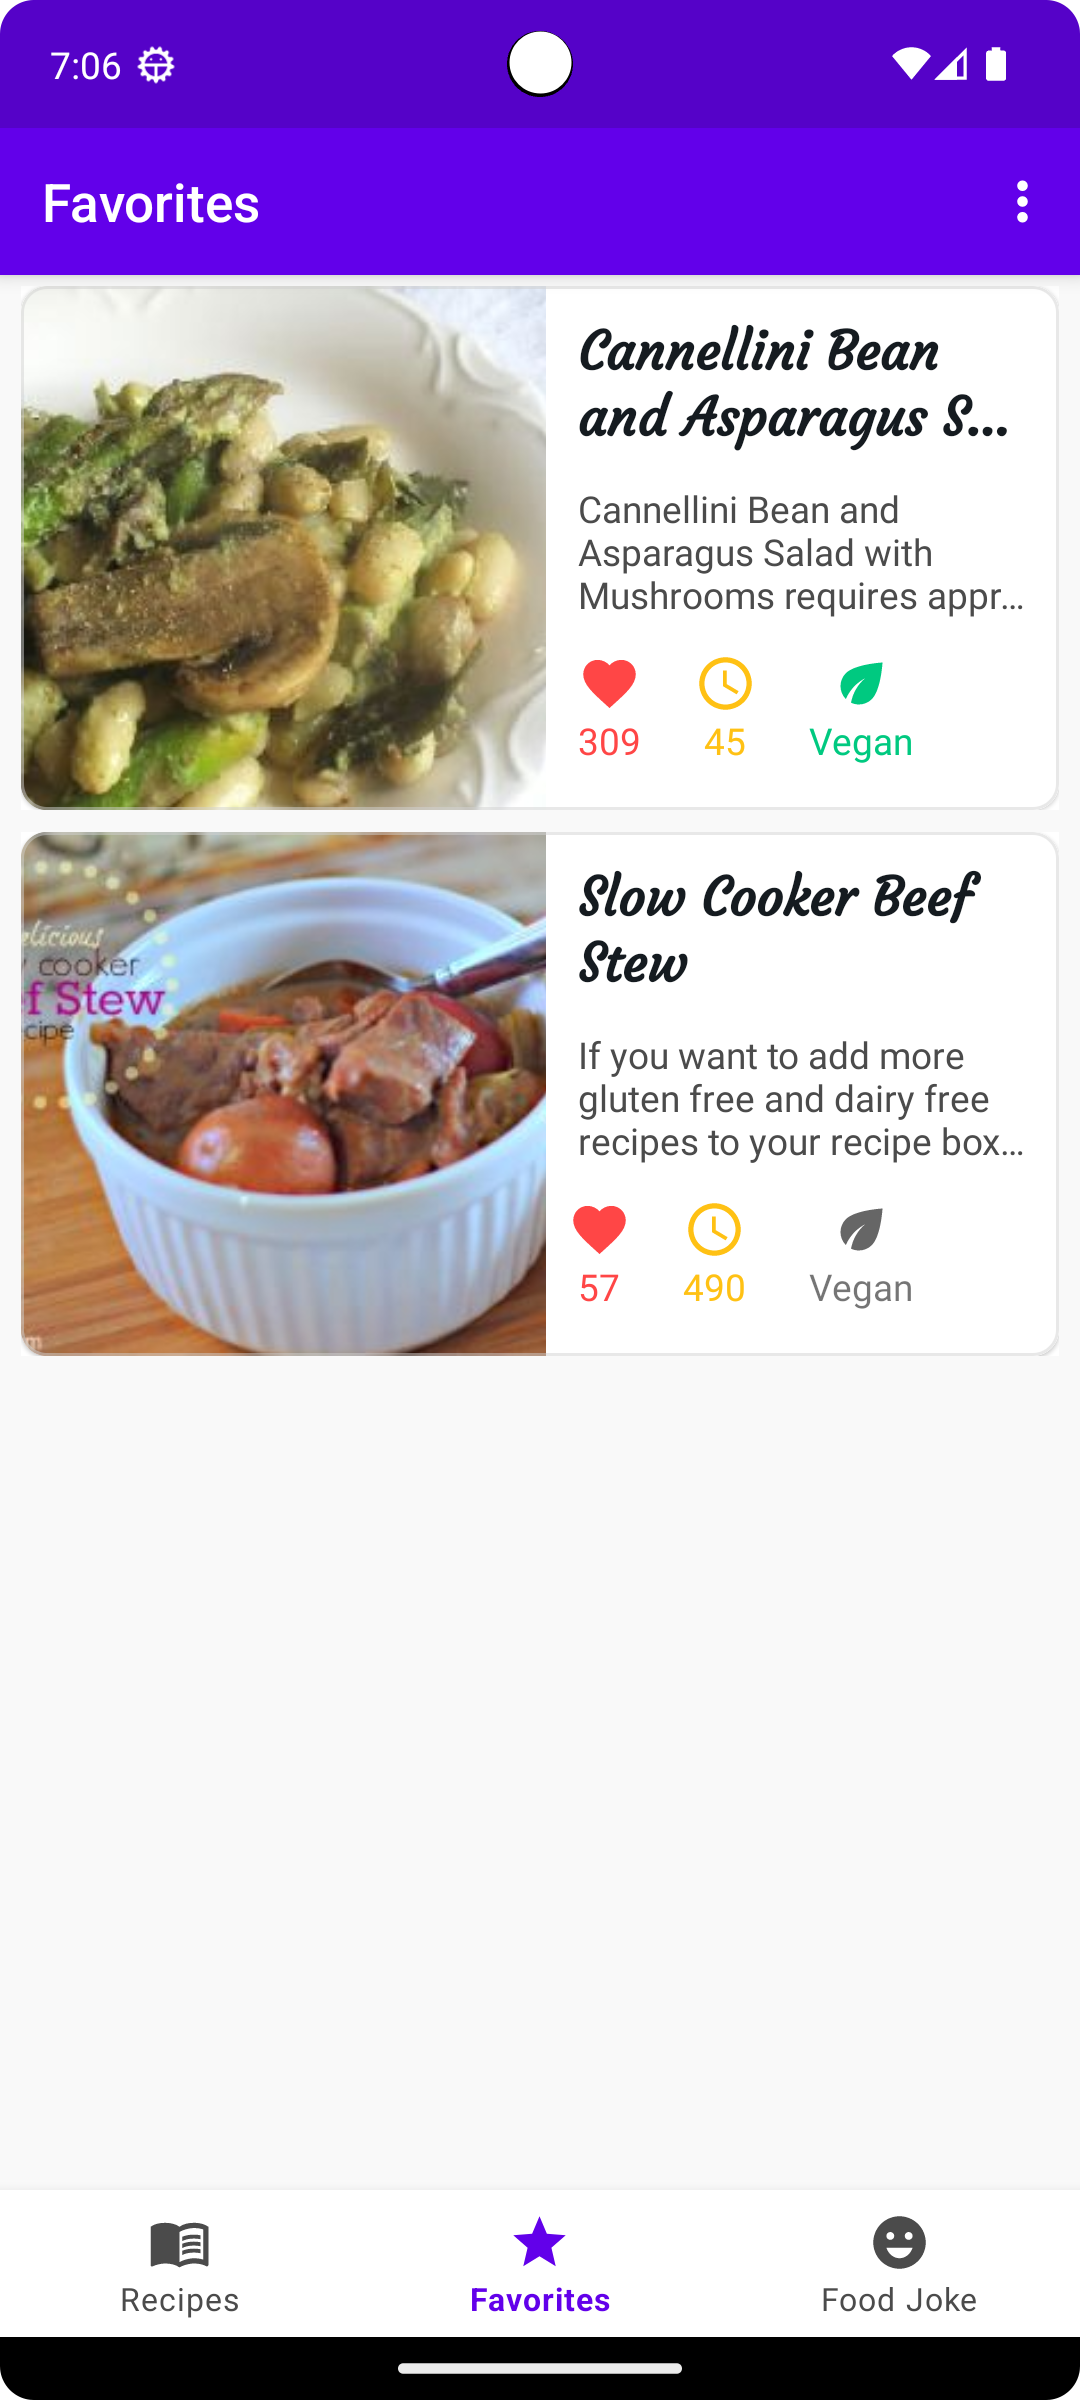 7:06
Favorites
Cannellini Bean
and Asparagus S...
Cannellini Bean and
Asparagus Salad with
Mushrooms requires appr...
309
45
Vegan
elicious
cooker
f Stew
cipe
m
Slow Cooker Beef
Stew
If you want to add more
gluten free and dairy free
recipes to your recipe box...
57
490
Vegan
Recipes
Favorites
Food Joke